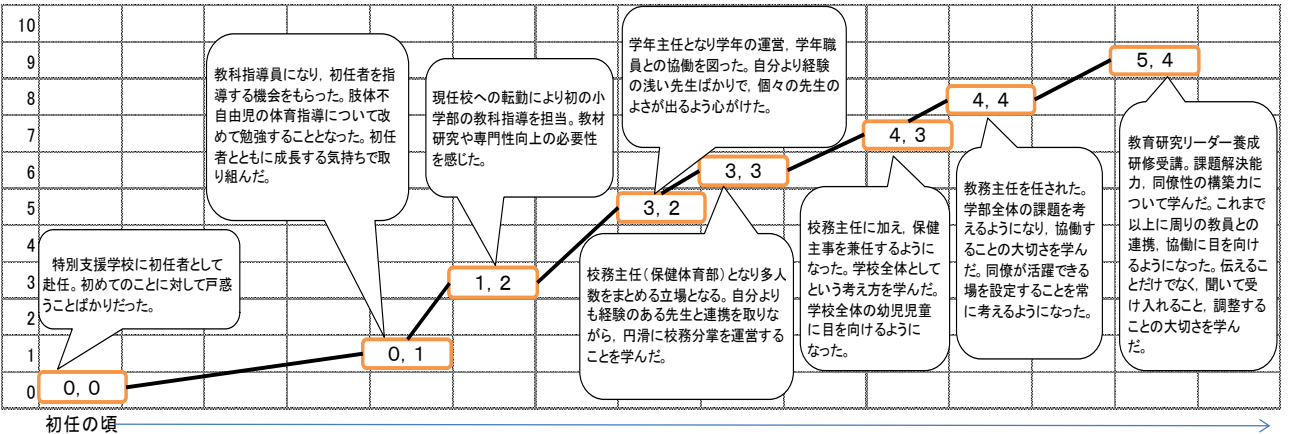 10
9
8
7
6
5
4
3
2
1
0
特別支援学校に初任者として
赴任。初めてのことに対して戸惑
うことばかりだった。
0，0
教科指導員になり，初任者を指
導する機会をもらった。肢体不
自由児の体育指導について改
めて勉強することとなった。初任
者とともに成長する気持ちで取
り組んだ。
0，1
現任校への転勤により初の小
学部の教科指導を担当。教材
研究や専門性向上の必要性
を感じた。
1，2
学年主任となり学年の運営，学年職
員との協働を図った。自分より経験
の浅い先生ばかりで，個々の先生の
よさが出るよう心がけた。
3，2
校務主任（保健体育部）となり多人
数をまとめる立場となる。自分より
も経験のある先生と連携を取りな
がら，円滑に校務分掌を運営する
ことを学んだ。
3，3
校務主任に加え，保健
主事を兼任するように
なった。学校全体として
という考え方を学んだ。
学校全体の幼児児童
に目を向けるように
なった。
4，3
教務主任を任された。
学部全体の課題を考
えるようになり，協働す
ることの大切さを学ん
だ。同僚が活躍できる
場を設定することを常
に考えるようになった。
4，4
教育研究リーダー養成
研修受講。課題解決能
力，同僚性の構築力に
ついて学んだ。これまで
以上に周りの教員との
連携，協働に目を向け
るようになった。伝えるこ
とだけでなく，聞いて受
け入れること，調整する
ことの大切さを学ん
だ。
5，4
初任の頃